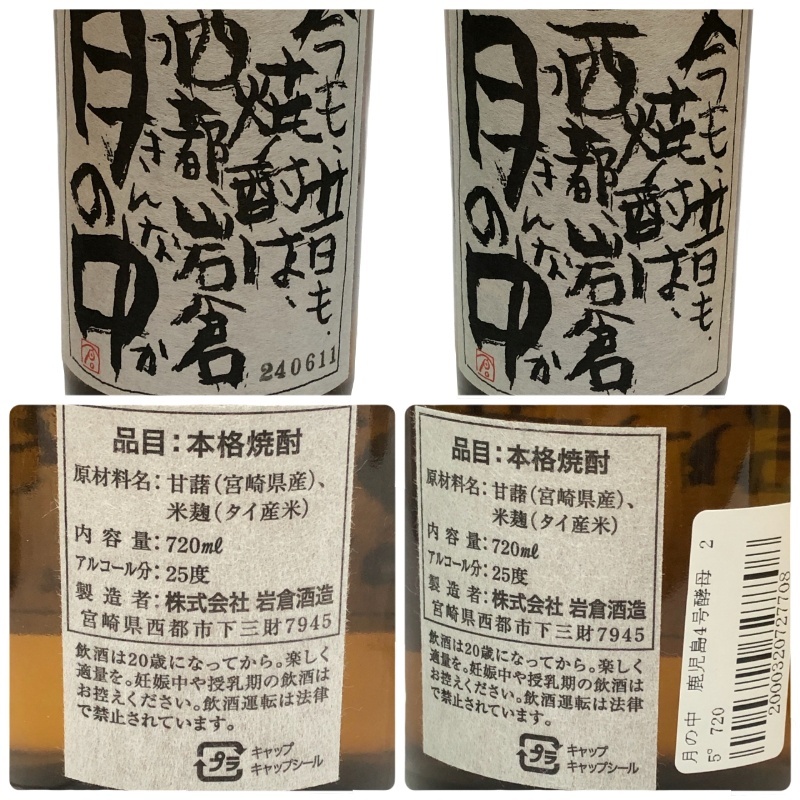 今も、昔も、
焼酎は、
西都、岩倉
さんなか
月の中
240611
今も、昔も、
焼酎は、
西都、岩倉
さんなか
月の中
品目：本格焼酎
原材料名：甘藷（宮崎県産）、
米麹（タイ産米）
内容量：720mℓ
アルコール分：25度
製造者：株式会社 岩倉酒造
宮崎県西都市下三財7945
飲酒は20歳になってから。楽しく
適量を。妊娠中や授乳期の飲酒は
お控えください。飲酒運転は法律
で禁止されています。
プラ
キャップ
キャップシール
品目：本格焼酎
原材料名：甘藷（宮崎県産）、
米麹（タイ産米）
内容量：720mℓ
アルコール分：25度
製造者：株式会社 岩倉酒造
宮崎県西都市下三財7945
飲酒は20歳になってから。楽しく
適量を。妊娠中や授乳期の飲酒は
お控えください。飲酒運転は法律
で禁止されています。
プラ
キャップ
キャップシール
月の中 鹿児島4号酵母 2
5° 720
2000320727708